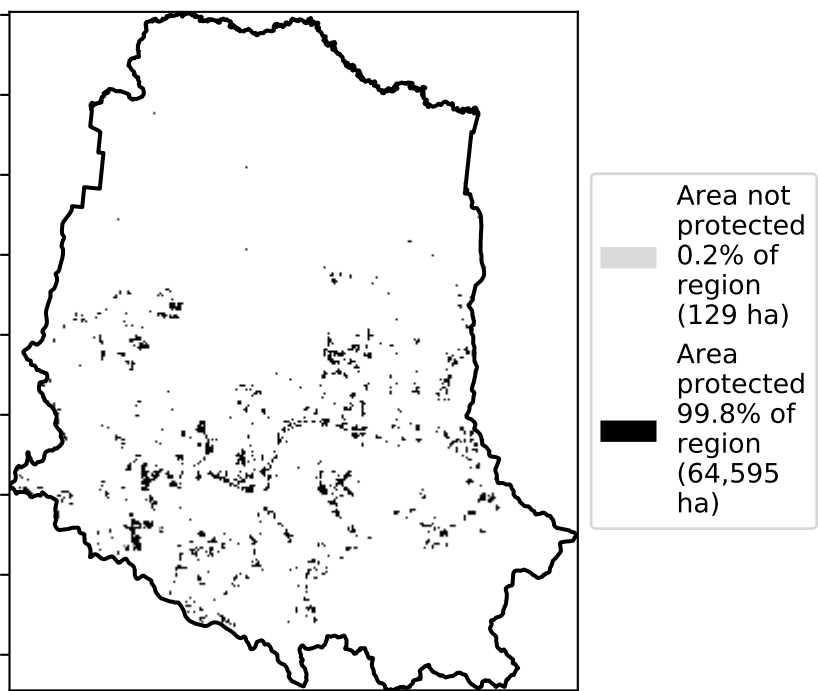 Area not
protected
0.2% of
region
(129 ha)
Area
protected
99.8% of
region
(64,595
ha)